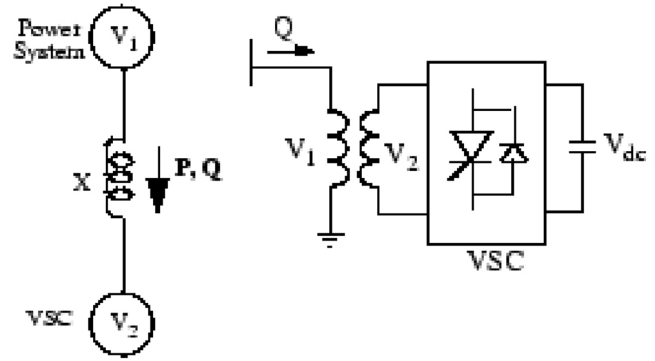 Power
System
V1
X
P, Q
VSC
V2
Q
V1
V2
Vdc
VSC